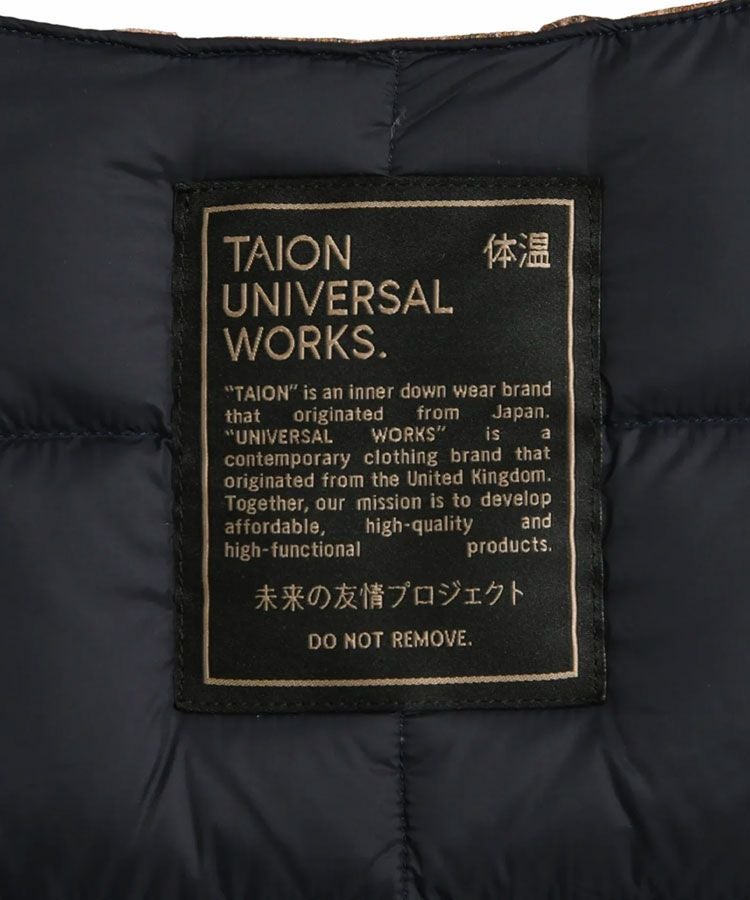 TAION 体温
UNIVERSAL
WORKS.
"TAION" is an inner down wear brand
that originated from Japan.
"UNIVERSAL WORKS" is a
contemporary clothing brand that
originated from the United Kingdom.
Together, our mission is to develop
affordable, high-quality and
high-functional products.
未来の友情プロジェクト
DO NOT REMOVE.